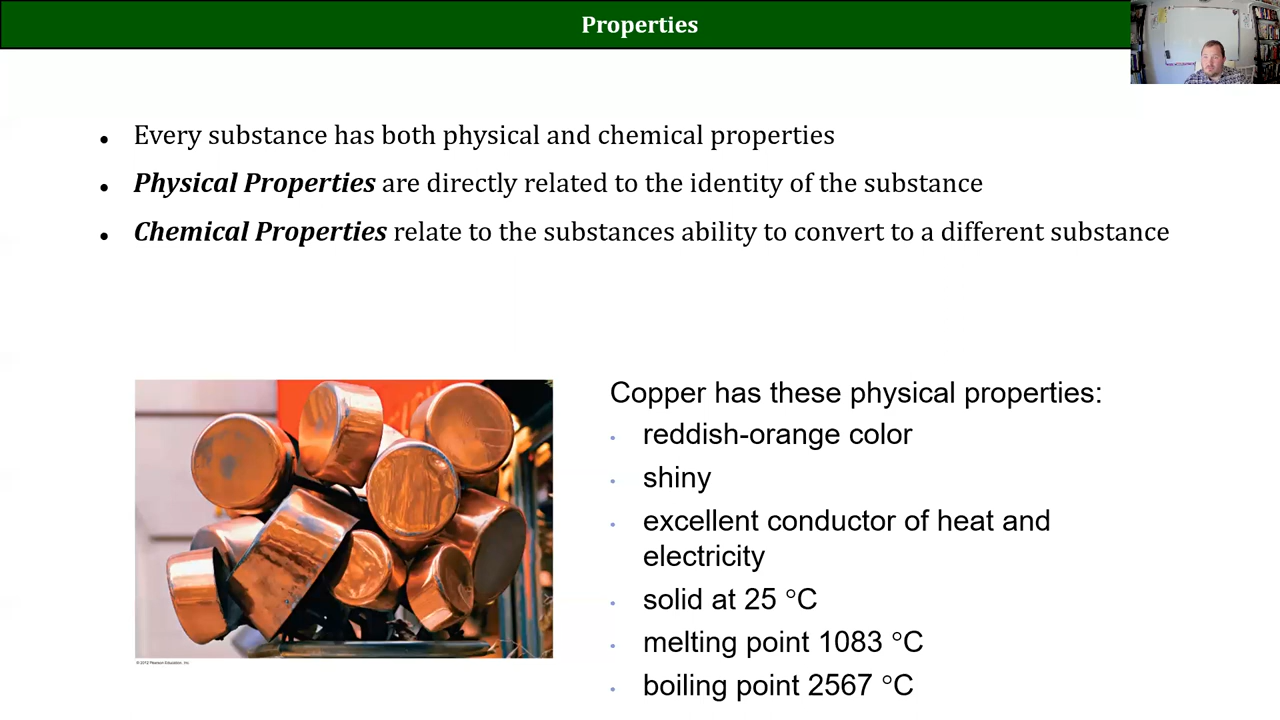 Properties
Every substance has both physical and chemical properties
Physical Properties are directly related to the identity of the substance
Chemical Properties relate to the substances ability to convert to a different substance
Copper has these physical properties:
reddish-orange color
shiny
excellent conductor of heat and
electricity
solid at 25 °C
melting point 1083 °C
boiling point 2567 °C
© 2012 Pearson Education, Inc.